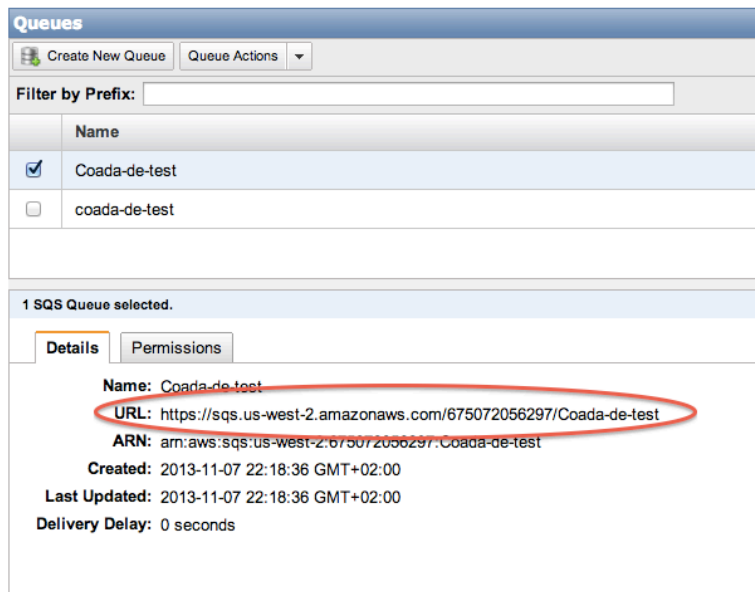 Queues
Create New Queue Queue Actions
Filter by Prefix:
Name
Coada-de-test
coada-de-test
1 SQS Queue selected.
Details Permissions
Name: Coada-de-test
URL: https://sqs.us-west-2.amazonaws.com/675072056297/Coada-de-test
ARN: arn:aws:sqs:us-west-2:675072056297:Coada-de-test
Created: 2013-11-07 22:18:36 GMT+02:00
Last Updated: 2013-11-07 22:18:36 GMT+02:00
Delivery Delay: 0 seconds